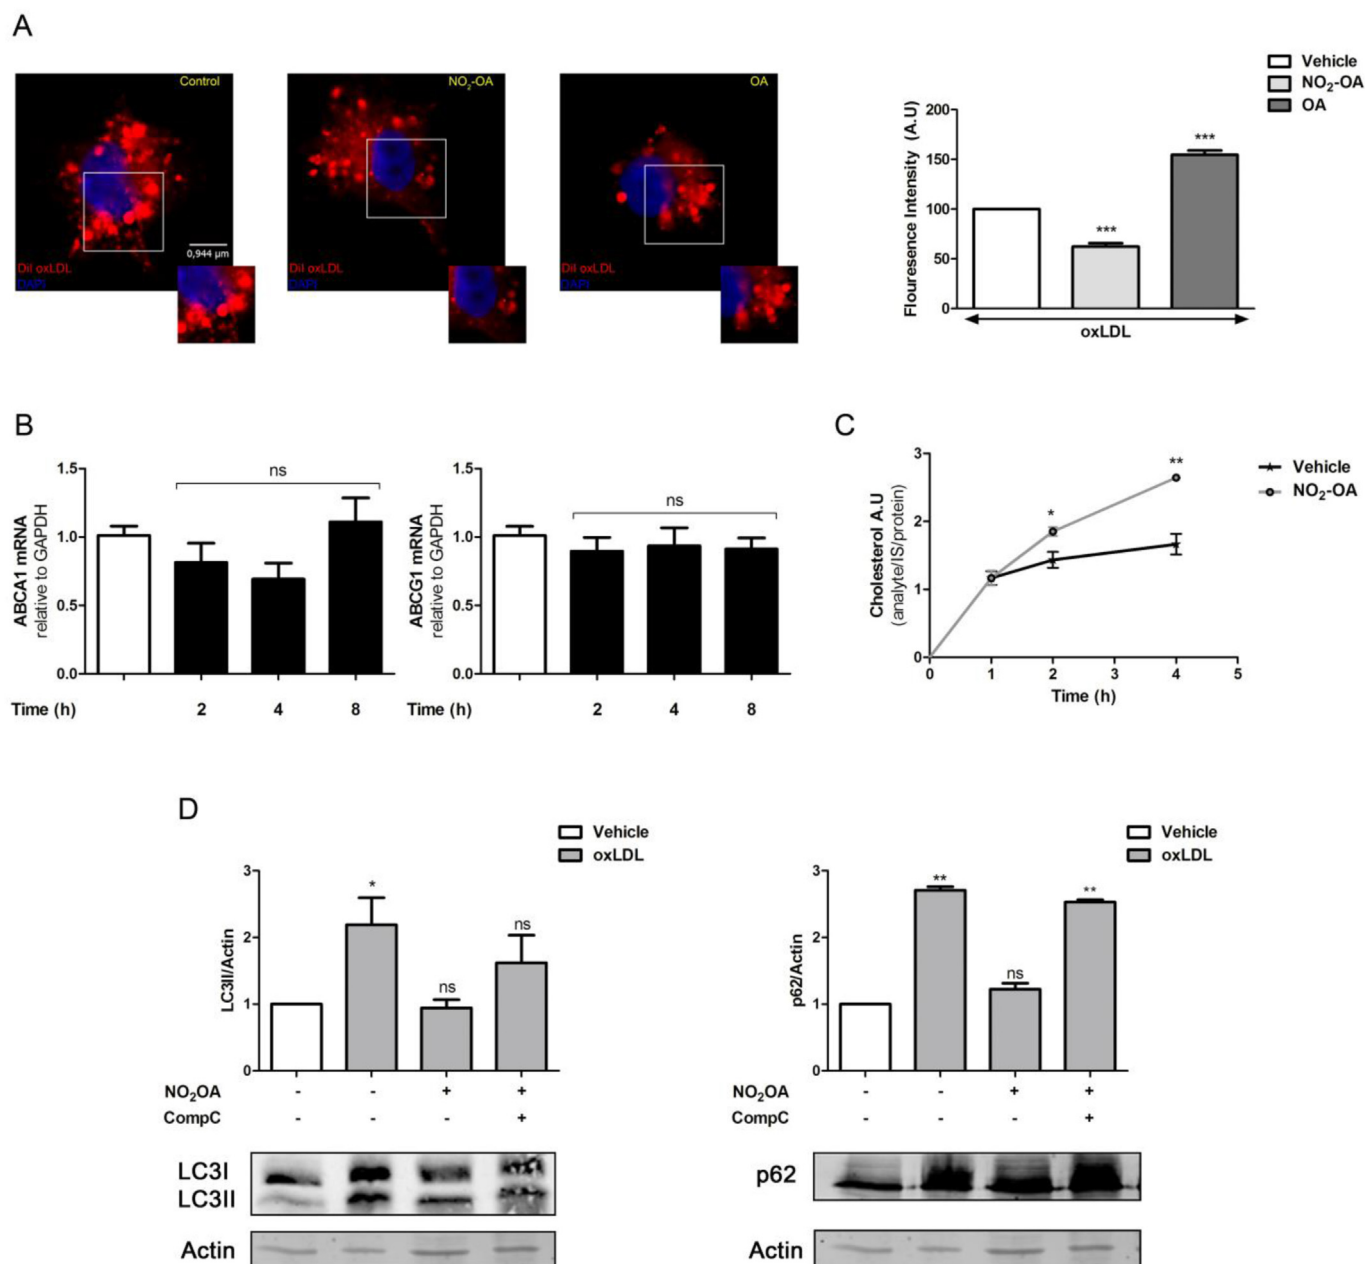 A
Control
NO₂-OA
OA
0,944 µm
DiI oxLDL
DAPI
DiI oxLDL
DAPI
DiI oxLDL
DAPI
Vehicle
NO₂-OA
OA
Flouresence Intensity (A.U)
200
150
100
50
0
***
***
oxLDL
B
ABCA1 mRNA
relative to GAPDH
1.5
1.0
0.5
0.0
ns
Time (h) 2 4 8
ABCG1 mRNA
relative to GAPDH
1.5
1.0
0.5
0.0
ns
Time (h) 2 4 8
C
Cholesterol A.U
(analyte/IS/protein)
3
2
1
0
*
**
0 1 2 3 4 5
Time (h)
Vehicle
NO₂-OA
D
Vehicle
oxLDL
LC3II/Actin
3
2
1
0
*
ns
ns
NO₂OA - - + +
CompC - - - +
LC3I
LC3II
Actin
Vehicle
oxLDL
p62/Actin
3
2
1
0
**
ns
**
NO₂OA - - + +
CompC - - - +
p62
Actin